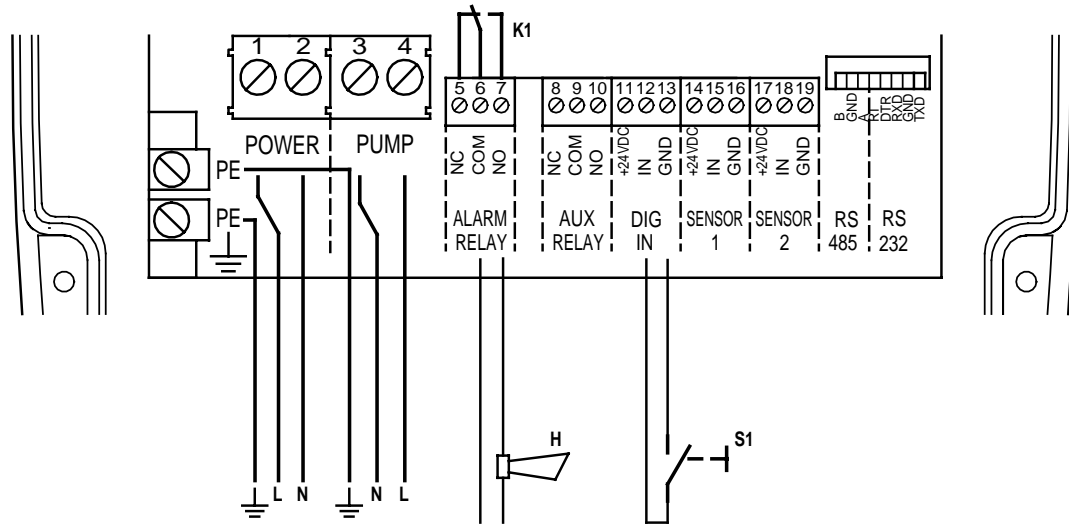 K1
1 2 3 4
5 6 7 8 9 10 11 12 13 14 15 16 17 18 19
POWER PUMP
NC COM NO NC COM NO +24VDC IN GND +24VDC IN GND +24VDC IN GND
B GND A RI DTR RXD GND TXD
PE
PE
ALARM RELAY
AUX RELAY
DIG IN
SENSOR 1
SENSOR 2
RS 485
RS 232
L N N L
H
S1